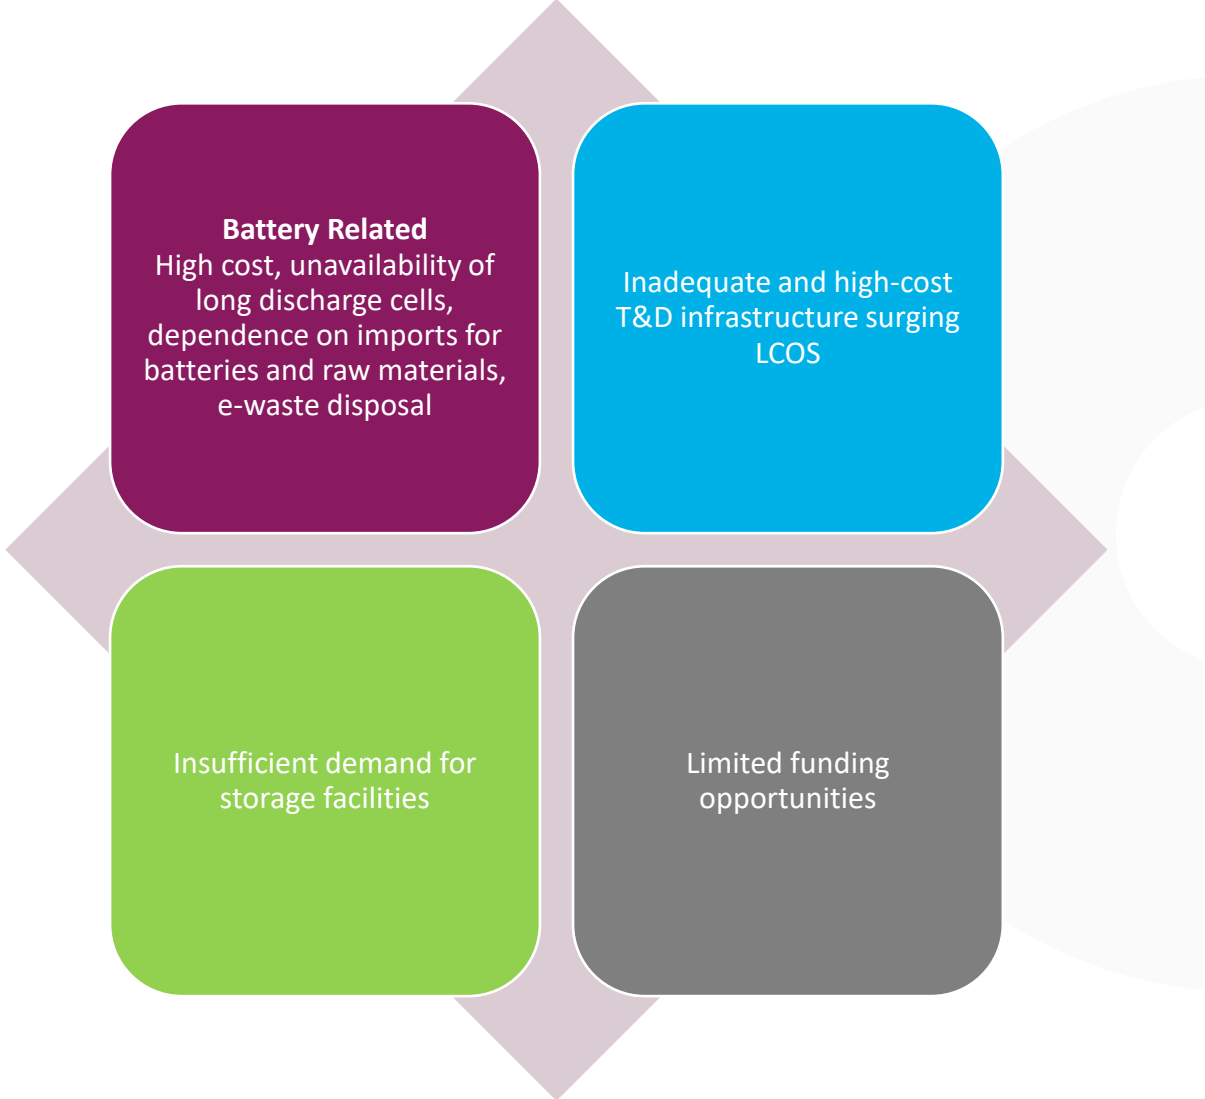 Battery Related
High cost, unavailability of
long discharge cells,
dependence on imports for
batteries and raw materials,
e-waste disposal
Inadequate and high-cost
T&D infrastructure surging
LCOS
Insufficient demand for
storage facilities
Limited funding
opportunities